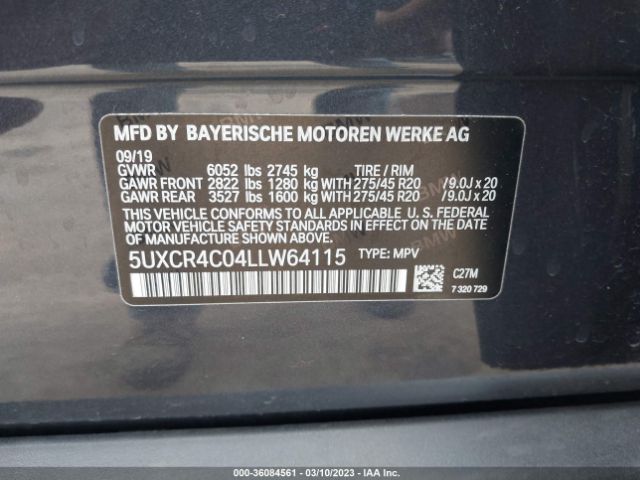 MFD BY BAYERISCHE MOTOREN WERKE AG
09/19
GVWR 6052 lbs 2745 kg TIRE / RIM
GAWR FRONT 2822 lbs 1280 kg WITH 275/45 R20 /9.0J x 20
GAWR REAR 3527 lbs 1600 kg WITH 275/45 R20 /9.0J x 20
THIS VEHICLE CONFORMS TO ALL APPLICABLE U. S. FEDERAL
MOTOR VEHICLE SAFETY STANDARDS IN EFFECT ON THE
DATE OF MANUFACTURE SHOWN ABOVE.
5UXCR4C04LLW64115 TYPE: MPV
C27M
7 320 729
000-36084561 / 03/10/2023 / COPYRIGHT IAA, LLC.